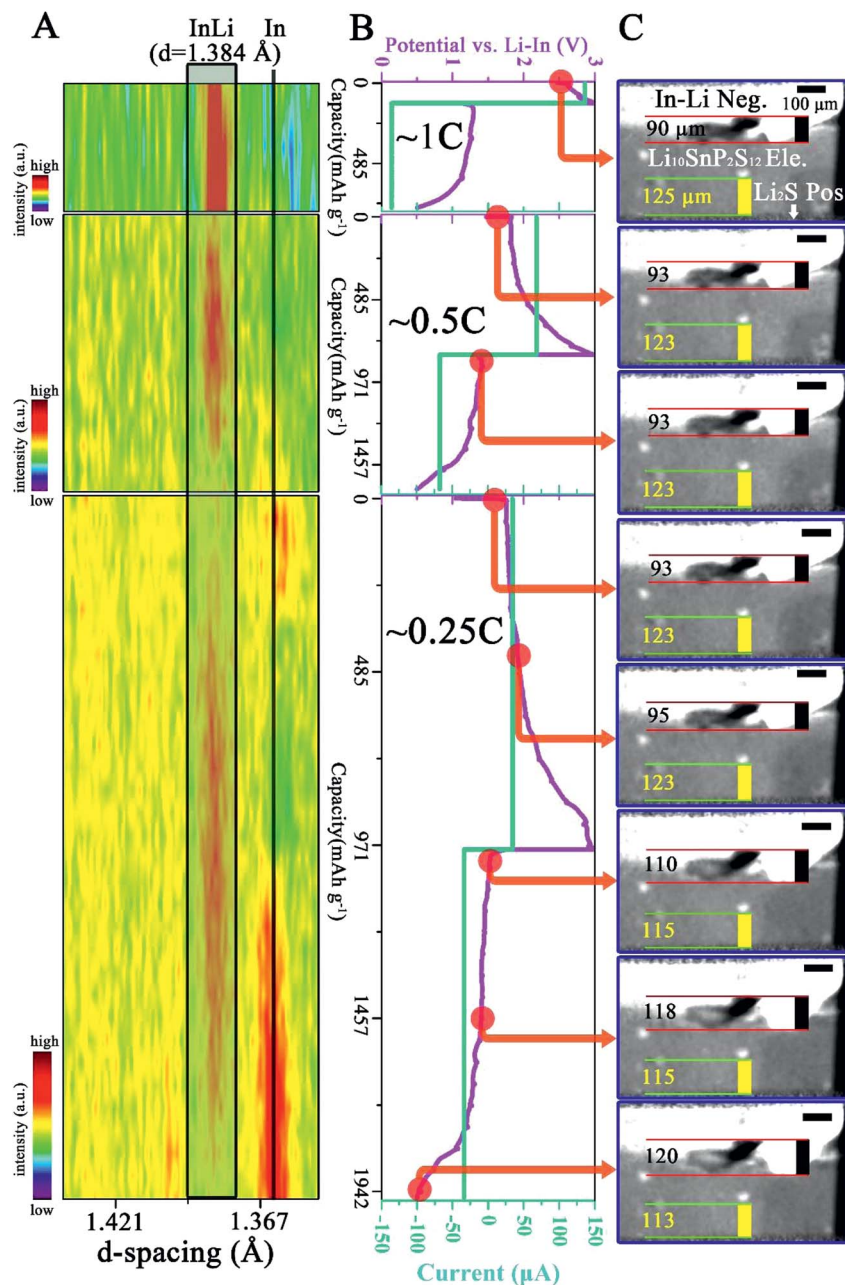 A
InLi
(d=1.384 Å)
In
high
intensity (a.u.)
low
high
intensity (a.u.)
low
high
intensity (a.u.)
low
1.421
1.367
d-spacing (Å)
B
Potential vs. Li-In (V)
0
1
2
3
0
485
Capacity(mAh g⁻¹)
~1C
0
485
971
1457
Capacity(mAh g⁻¹)
~0.5C
0
485
971
1457
1942
Capacity(mAh g⁻¹)
~0.25C
-150
-100
-50
0
50
100
150
Current (μA)
C
In-Li Neg.
100 μm
90 μm
Li₁₀SnP₂S₁₂ Ele.
125 μm
Li₂S Pos
93
123
93
123
93
123
95
123
110
115
118
115
120
113